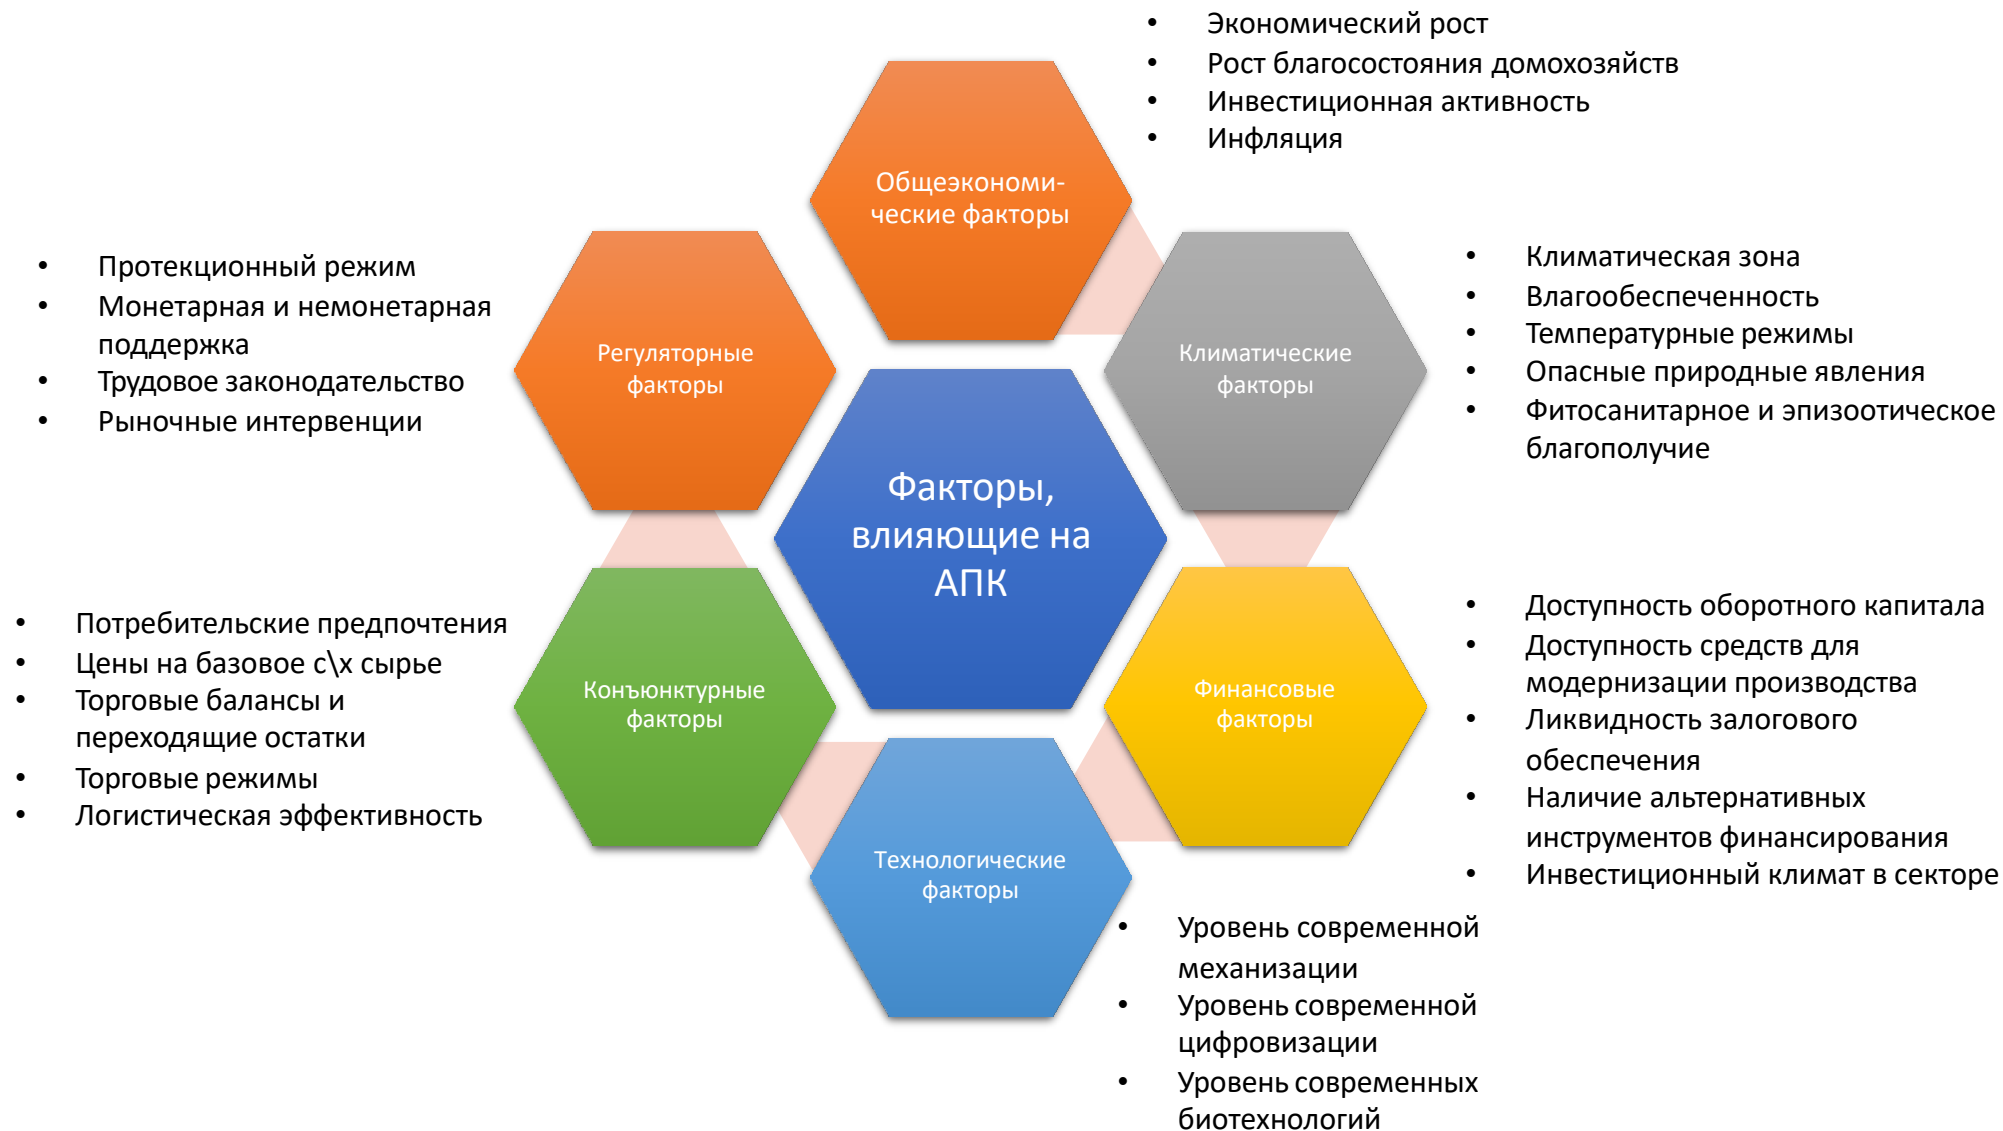 • Экономический рост
• Рост благосостояния домохозяйств
• Инвестиционная активность
• Инфляция
Общеэкономи-
ческие факторы
• Протекционный режим
• Монетарная и немонетарная
поддержка
• Трудовое законодательство
• Рыночные интервенции
Регуляторные
факторы
Климатические
факторы
• Климатическая зона
• Влагообеспеченность
• Температурные режимы
• Опасные природные явления
• Фитосанитарное и эпизоотическое
благополучие
Факторы,
влияющие на
АПК
• Потребительские предпочтения
• Цены на базовое с\х сырье
• Торговые балансы и
переходящие остатки
• Торговые режимы
• Логистическая эффективность
Конъюнктурные
факторы
Финансовые
факторы
• Доступность оборотного капитала
• Доступность средств для
модернизации производства
• Ликвидность залогового
обеспечения
• Наличие альтернативных
инструментов финансирования
• Инвестиционный климат в секторе
Технологические
факторы
• Уровень современной
механизации
• Уровень современной
цифровизации
• Уровень современных
биотехнологий